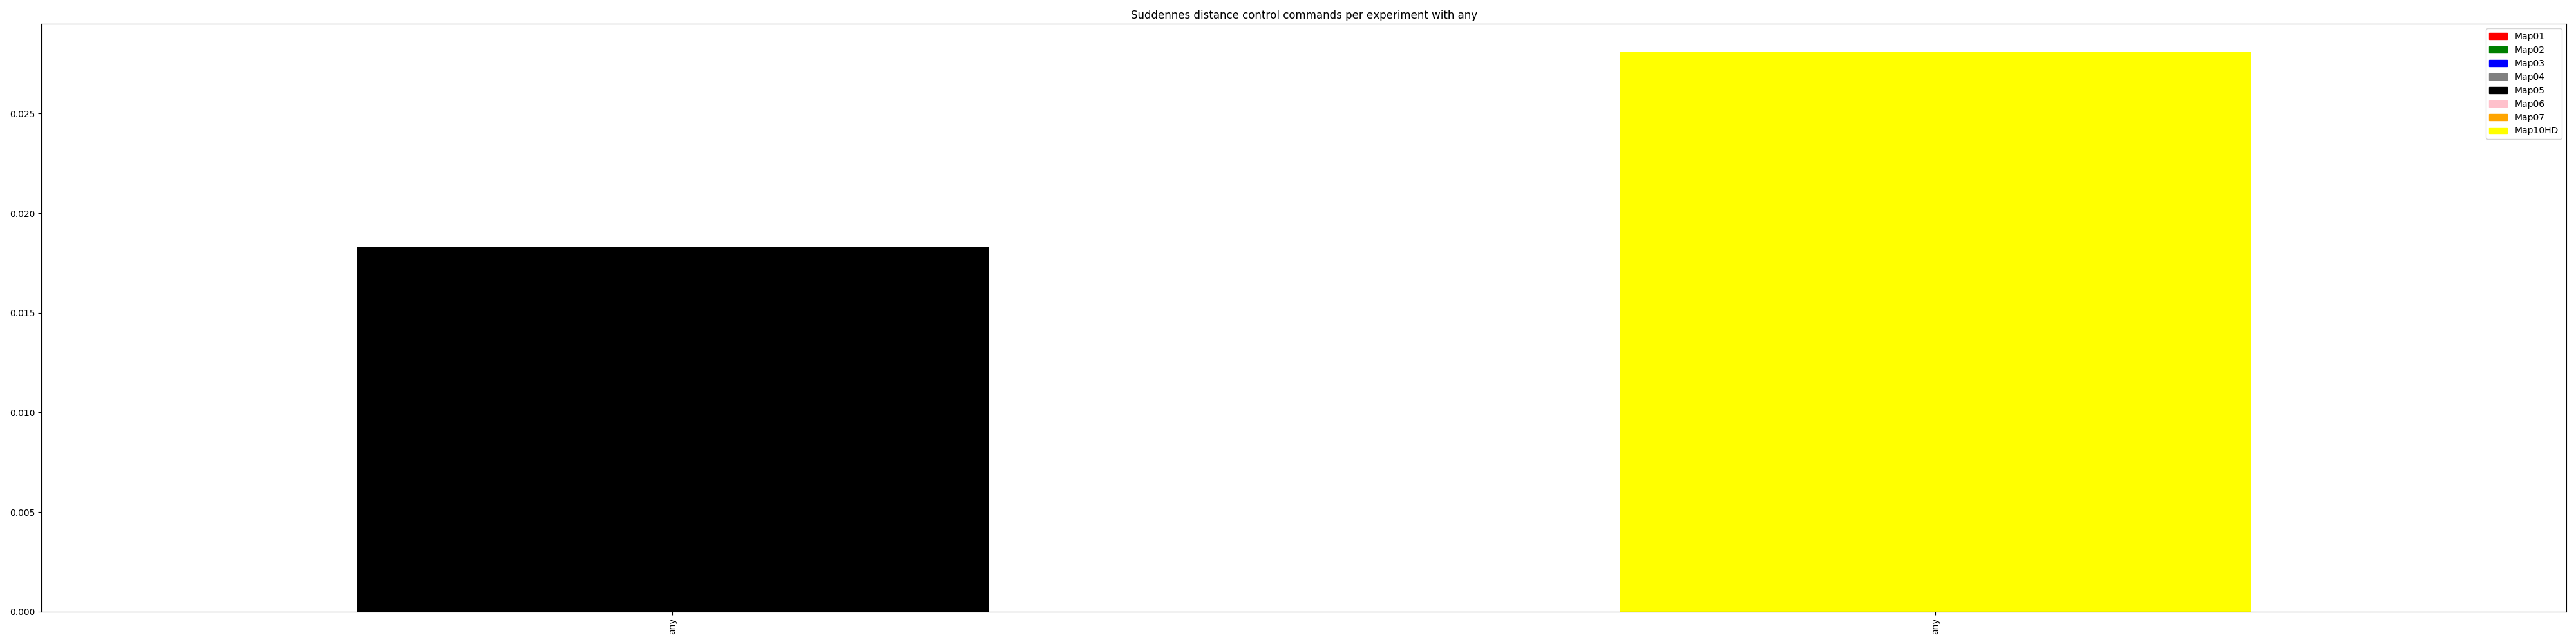 Suddennes distance control commands per experiment with any
Map01
Map02
Map03
Map04
Map05
Map06
Map07
Map10HD
0.025
0.020
0.015
0.010
0.005
0.000
any
any